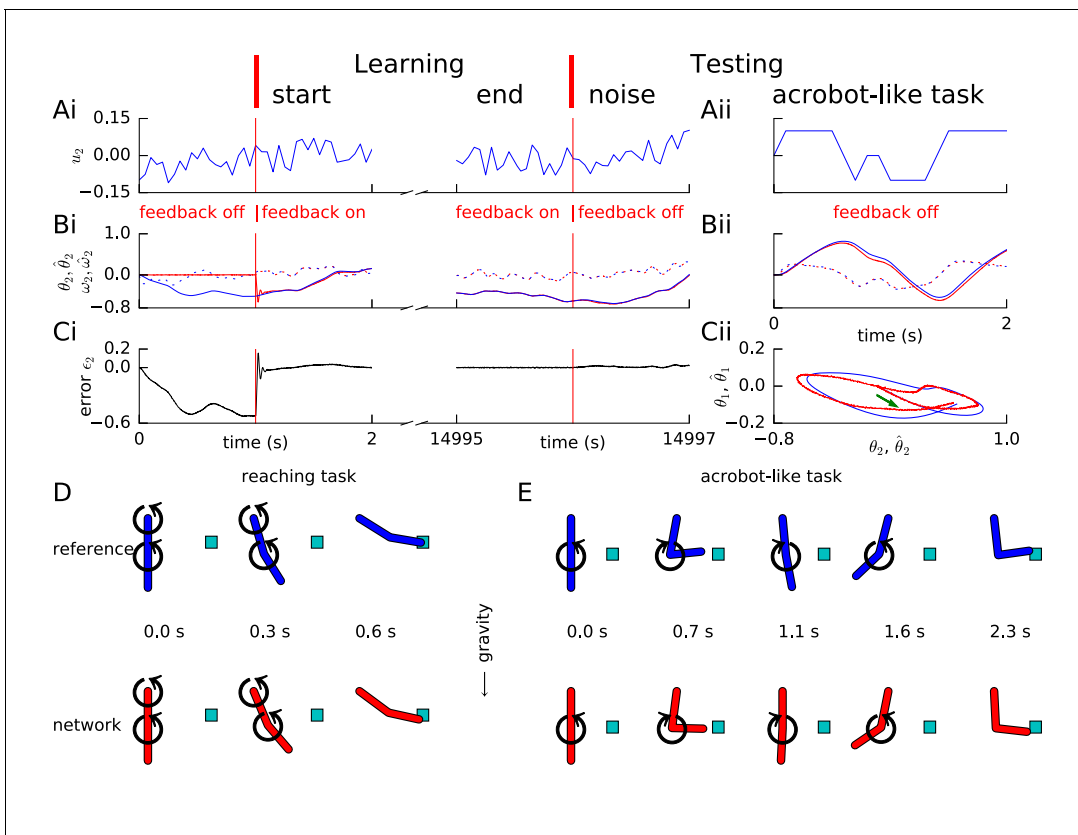 Learning
Testing
start
end
noise
acrobot-like task
Ai
Aii
u₂
0.15
0.00
−0.15
feedback off
feedback on
feedback on
feedback off
feedback off
Bi
Bii
θ₂, θ̂₂
ω₂, ω̂₂
1.0
0.0
−0.8
0
2
time (s)
Ci
Cii
error ϵ₂
0.2
0.0
−0.6
0
time (s)
2
14995
time (s)
14997
θ₁, θ̂₁
0.2
0.0
−0.2
−0.8
θ₂, θ̂₂
1.0
reaching task
acrobot-like task
D
E
reference
0.0 s
0.3 s
0.6 s
0.0 s
0.7 s
1.1 s
1.6 s
2.3 s
← gravity
network